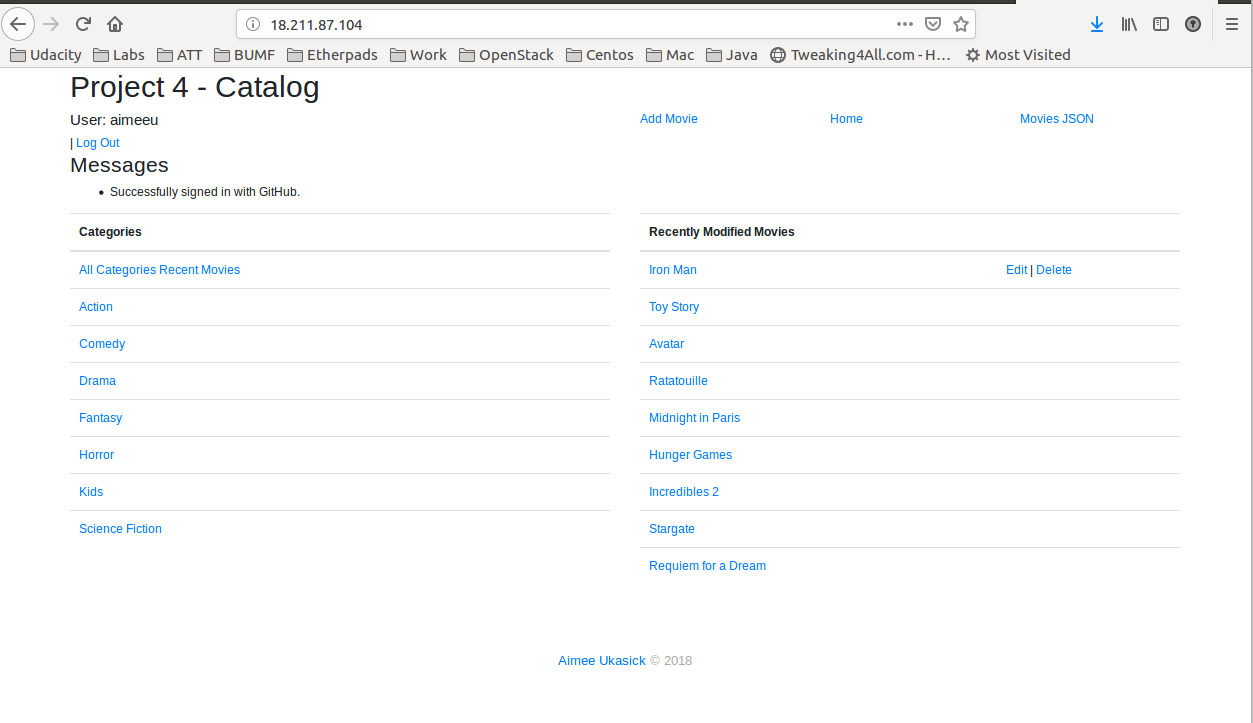 18.211.87.104
Udacity Labs ATT BUMF Etherpads Work OpenStack Centos Mac Java Tweaking4All.com - H… Most Visited
Project 4 - Catalog
User: aimeeu Add Movie Home Movies JSON
| Log Out
Messages
• Successfully signed in with GitHub.
Categories
All Categories Recent Movies
Action
Comedy
Drama
Fantasy
Horror
Kids
Science Fiction
Recently Modified Movies
Iron Man Edit | Delete
Toy Story
Avatar
Ratatouille
Midnight in Paris
Hunger Games
Incredibles 2
Stargate
Requiem for a Dream
Aimee Ukasick © 2018